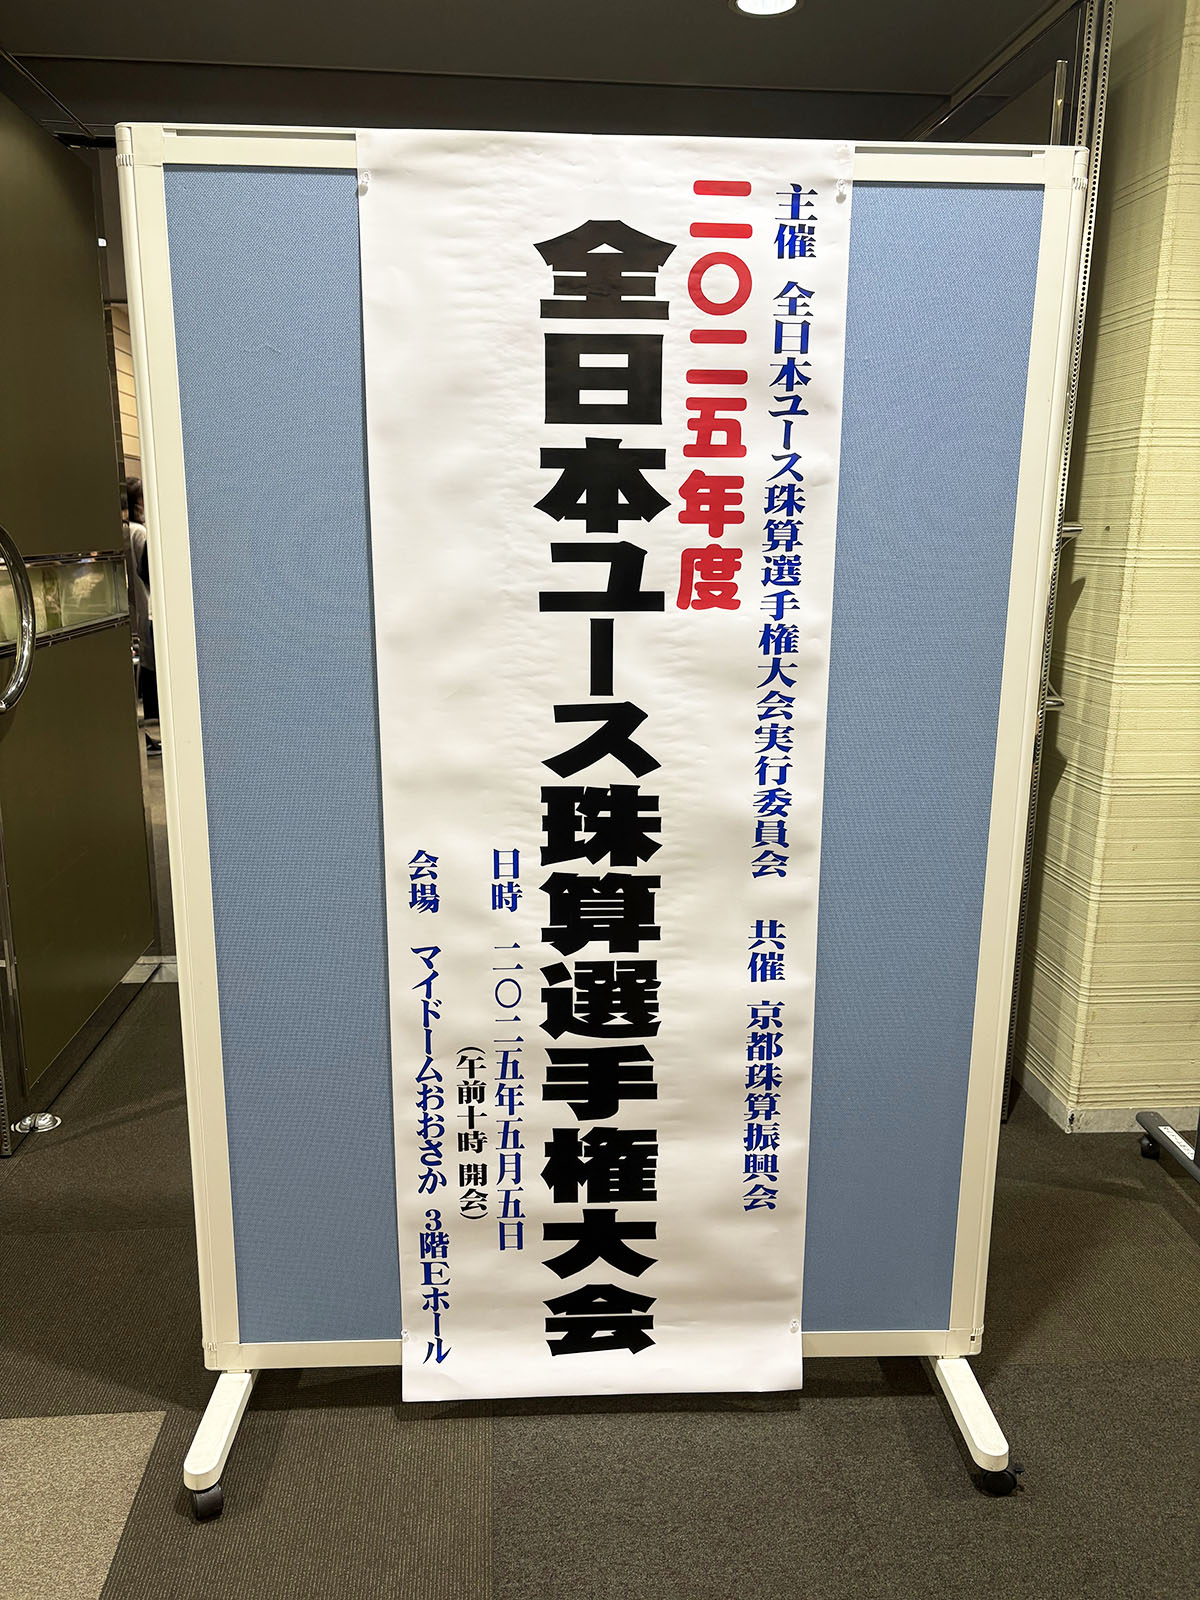 主催 全日本ユース珠算選手権大会実行委員会 共催 京都珠算振興会
二〇二五年度
全日本ユース珠算選手権大会
日時 二〇二五年五月五日
(午前十時 開会)
会場 マイドームおおさか 3階Eホール